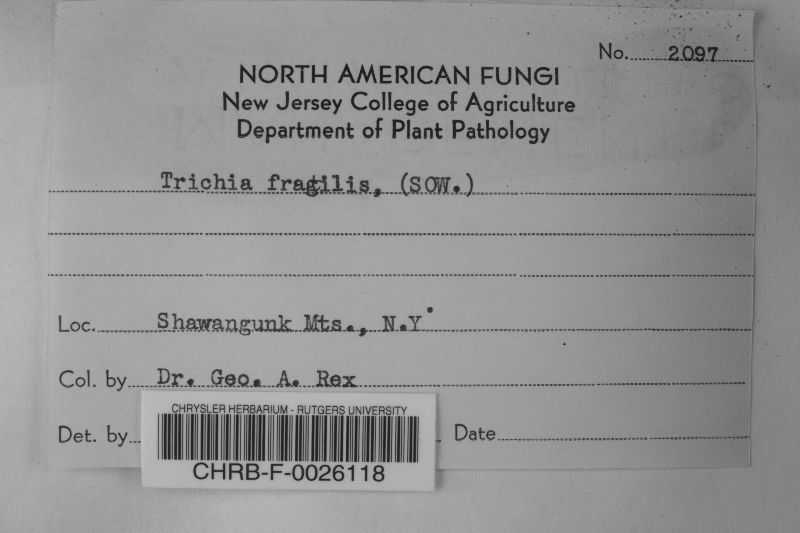 No. 2097
NORTH AMERICAN FUNGI
New Jersey College of Agriculture
Department of Plant Pathology
Trichia fragilis, (SOW.)
Loc. Shawangunk Mts., N.Y.
Col. by Dr. Geo. A. Rex
Det. by
Date
CHRYSLER HERBARIUM - RUTGERS UNIVERSITY
CHRB-F-0026118